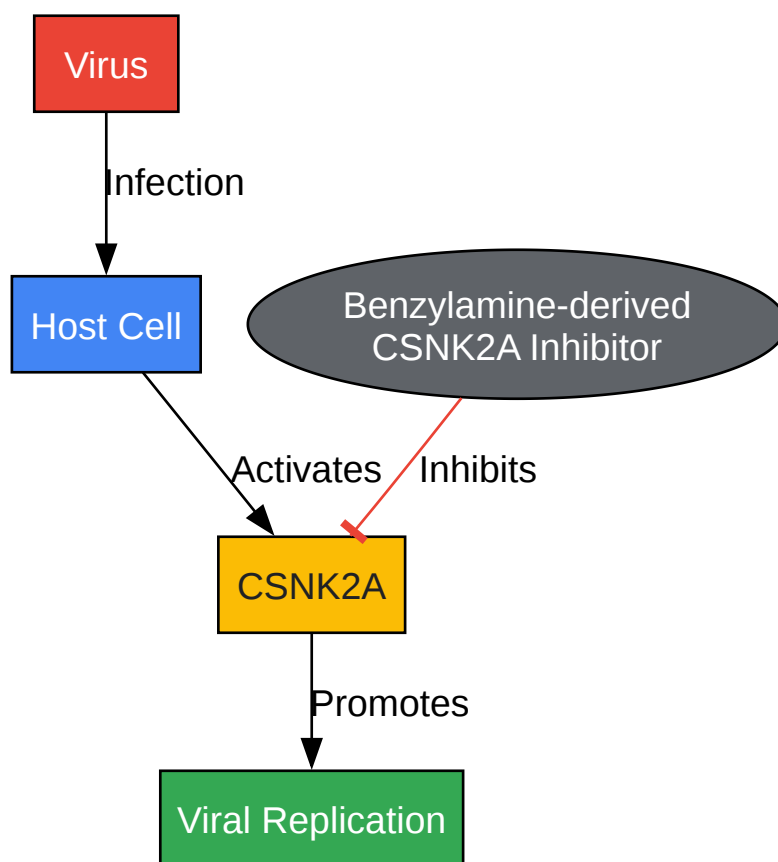 Virus
Infection
Host Cell
Benzylamine-derived
CSNK2A Inhibitor
Activates
Inhibits
CSNK2A
Promotes
Viral Replication